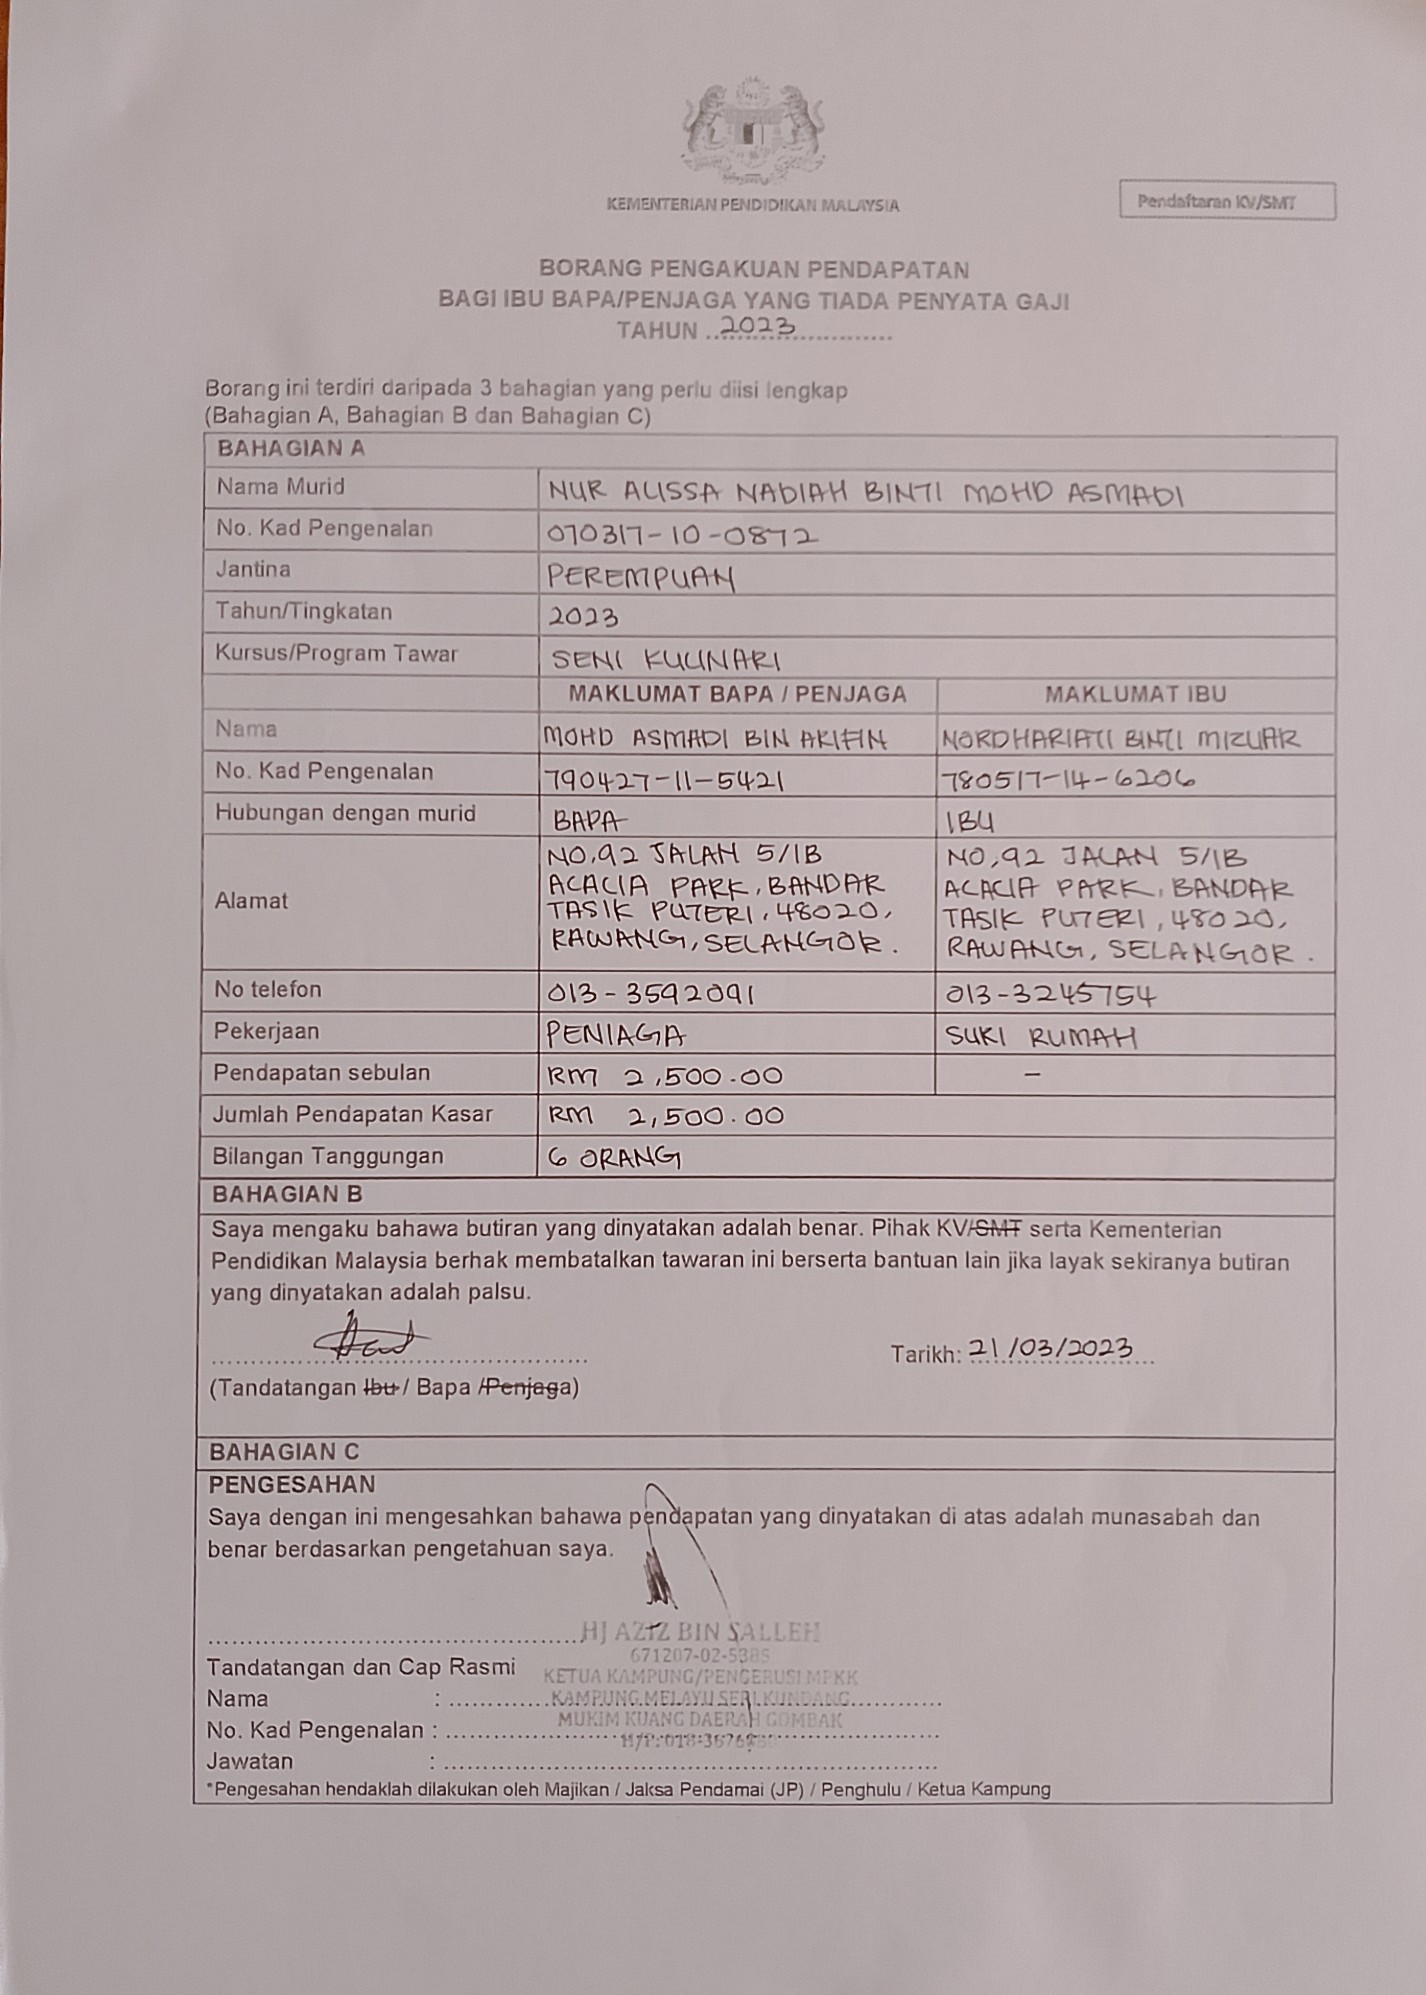 KEMENTERIAN PENDIDIKAN MALAYSIA
Pendaftaran KV/SMT
BORANG PENGAKUAN PENDAPATAN
BAGI IBU BAPA/PENJAGA YANG TIADA PENYATA GAJI
TAHUN ..2023..............
Borang ini terdiri daripada 3 bahagian yang perlu diisi lengkap
(Bahagian A, Bahagian B dan Bahagian C)
BAHAGIAN A
Nama Murid NUR ALISSA NADIAH BINTI MOHD ASMADI
No. Kad Pengenalan 070317-10-0872
Jantina PEREMPUAN
Tahun/Tingkatan 2023
Kursus/Program Tawar SENI KULINARI
MAKLUMAT BAPA / PENJAGA MAKLUMAT IBU
Nama MOHD ASMADI BIN ARIFIN NORDHARIATI BINTI MIZUAR
No. Kad Pengenalan 790427-11-5421 780517-14-6206
Hubungan dengan murid BAPA IBU
Alamat
NO,92 JALAN 5/1B NO,92 JALAN 5/1B
ACACIA PARK, BANDAR ACACIA PARK, BANDAR
TASIK PUTERI, 48020, TASIK PUTERI, 48020,
RAWANG, SELANGOR. RAWANG, SELANGOR.
No telefon 013-3592091 013-3245754
Pekerjaan PENIAGA SUKI RUMAH
Pendapatan sebulan RM 2,500.00 –
Jumlah Pendapatan Kasar RM 2,500.00
Bilangan Tanggungan 6 ORANG
BAHAGIAN B
Saya mengaku bahawa butiran yang dinyatakan adalah benar. Pihak KV/SMT serta Kementerian
Pendidikan Malaysia berhak membatalkan tawaran ini berserta bantuan lain jika layak sekiranya butiran
yang dinyatakan adalah palsu.
Tarikh: 21/03/2023
(Tandatangan Ibu / Bapa /Penjaga)
BAHAGIAN C
PENGESAHAN
Saya dengan ini mengesahkan bahawa pendapatan yang dinyatakan di atas adalah munasabah dan
benar berdasarkan pengetahuan saya.
HJ AZIZ BIN SALLEH
671207-02-5385
Tandatangan dan Cap Rasmi
KETUA KAMPUNG/PENGERUSI MPKK
Nama :
KAMPUNG MELAYU SERI KUNDANG
MUKIM KUANG DAERAH GOMBAK
No. Kad Pengenalan :
H/P:
Jawatan :
*Pengesahan hendaklah dilakukan oleh Majikan / Jaksa Pendamai (JP) / Penghulu / Ketua Kampung